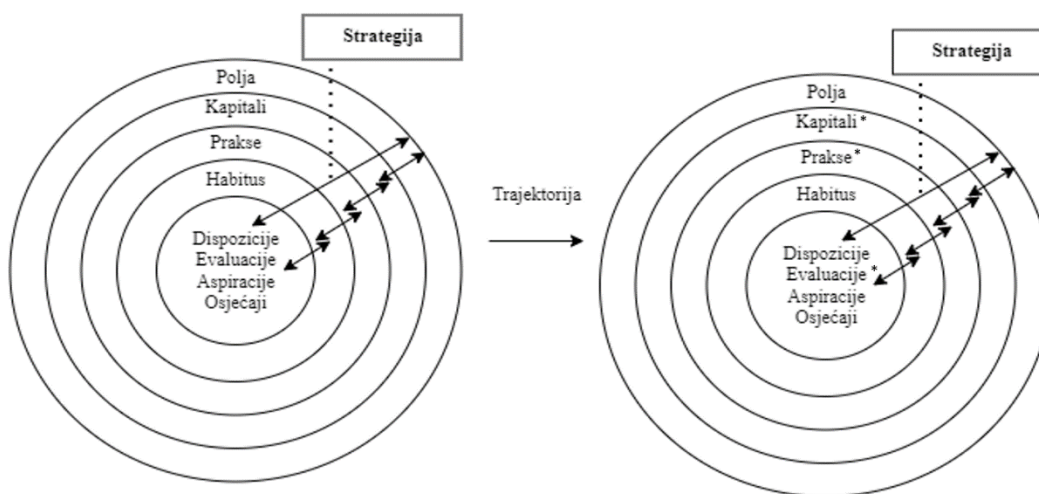 Strategija
Polja
Kapitali
Prakse
Habitus
Dispozicije
Evaluacije
Aspiracije
Osjećaji
Trajektorija
Strategija
Polja
Kapitali *
Prakse *
Habitus
Dispozicije
Evaluacije *
Aspiracije
Osjećaji